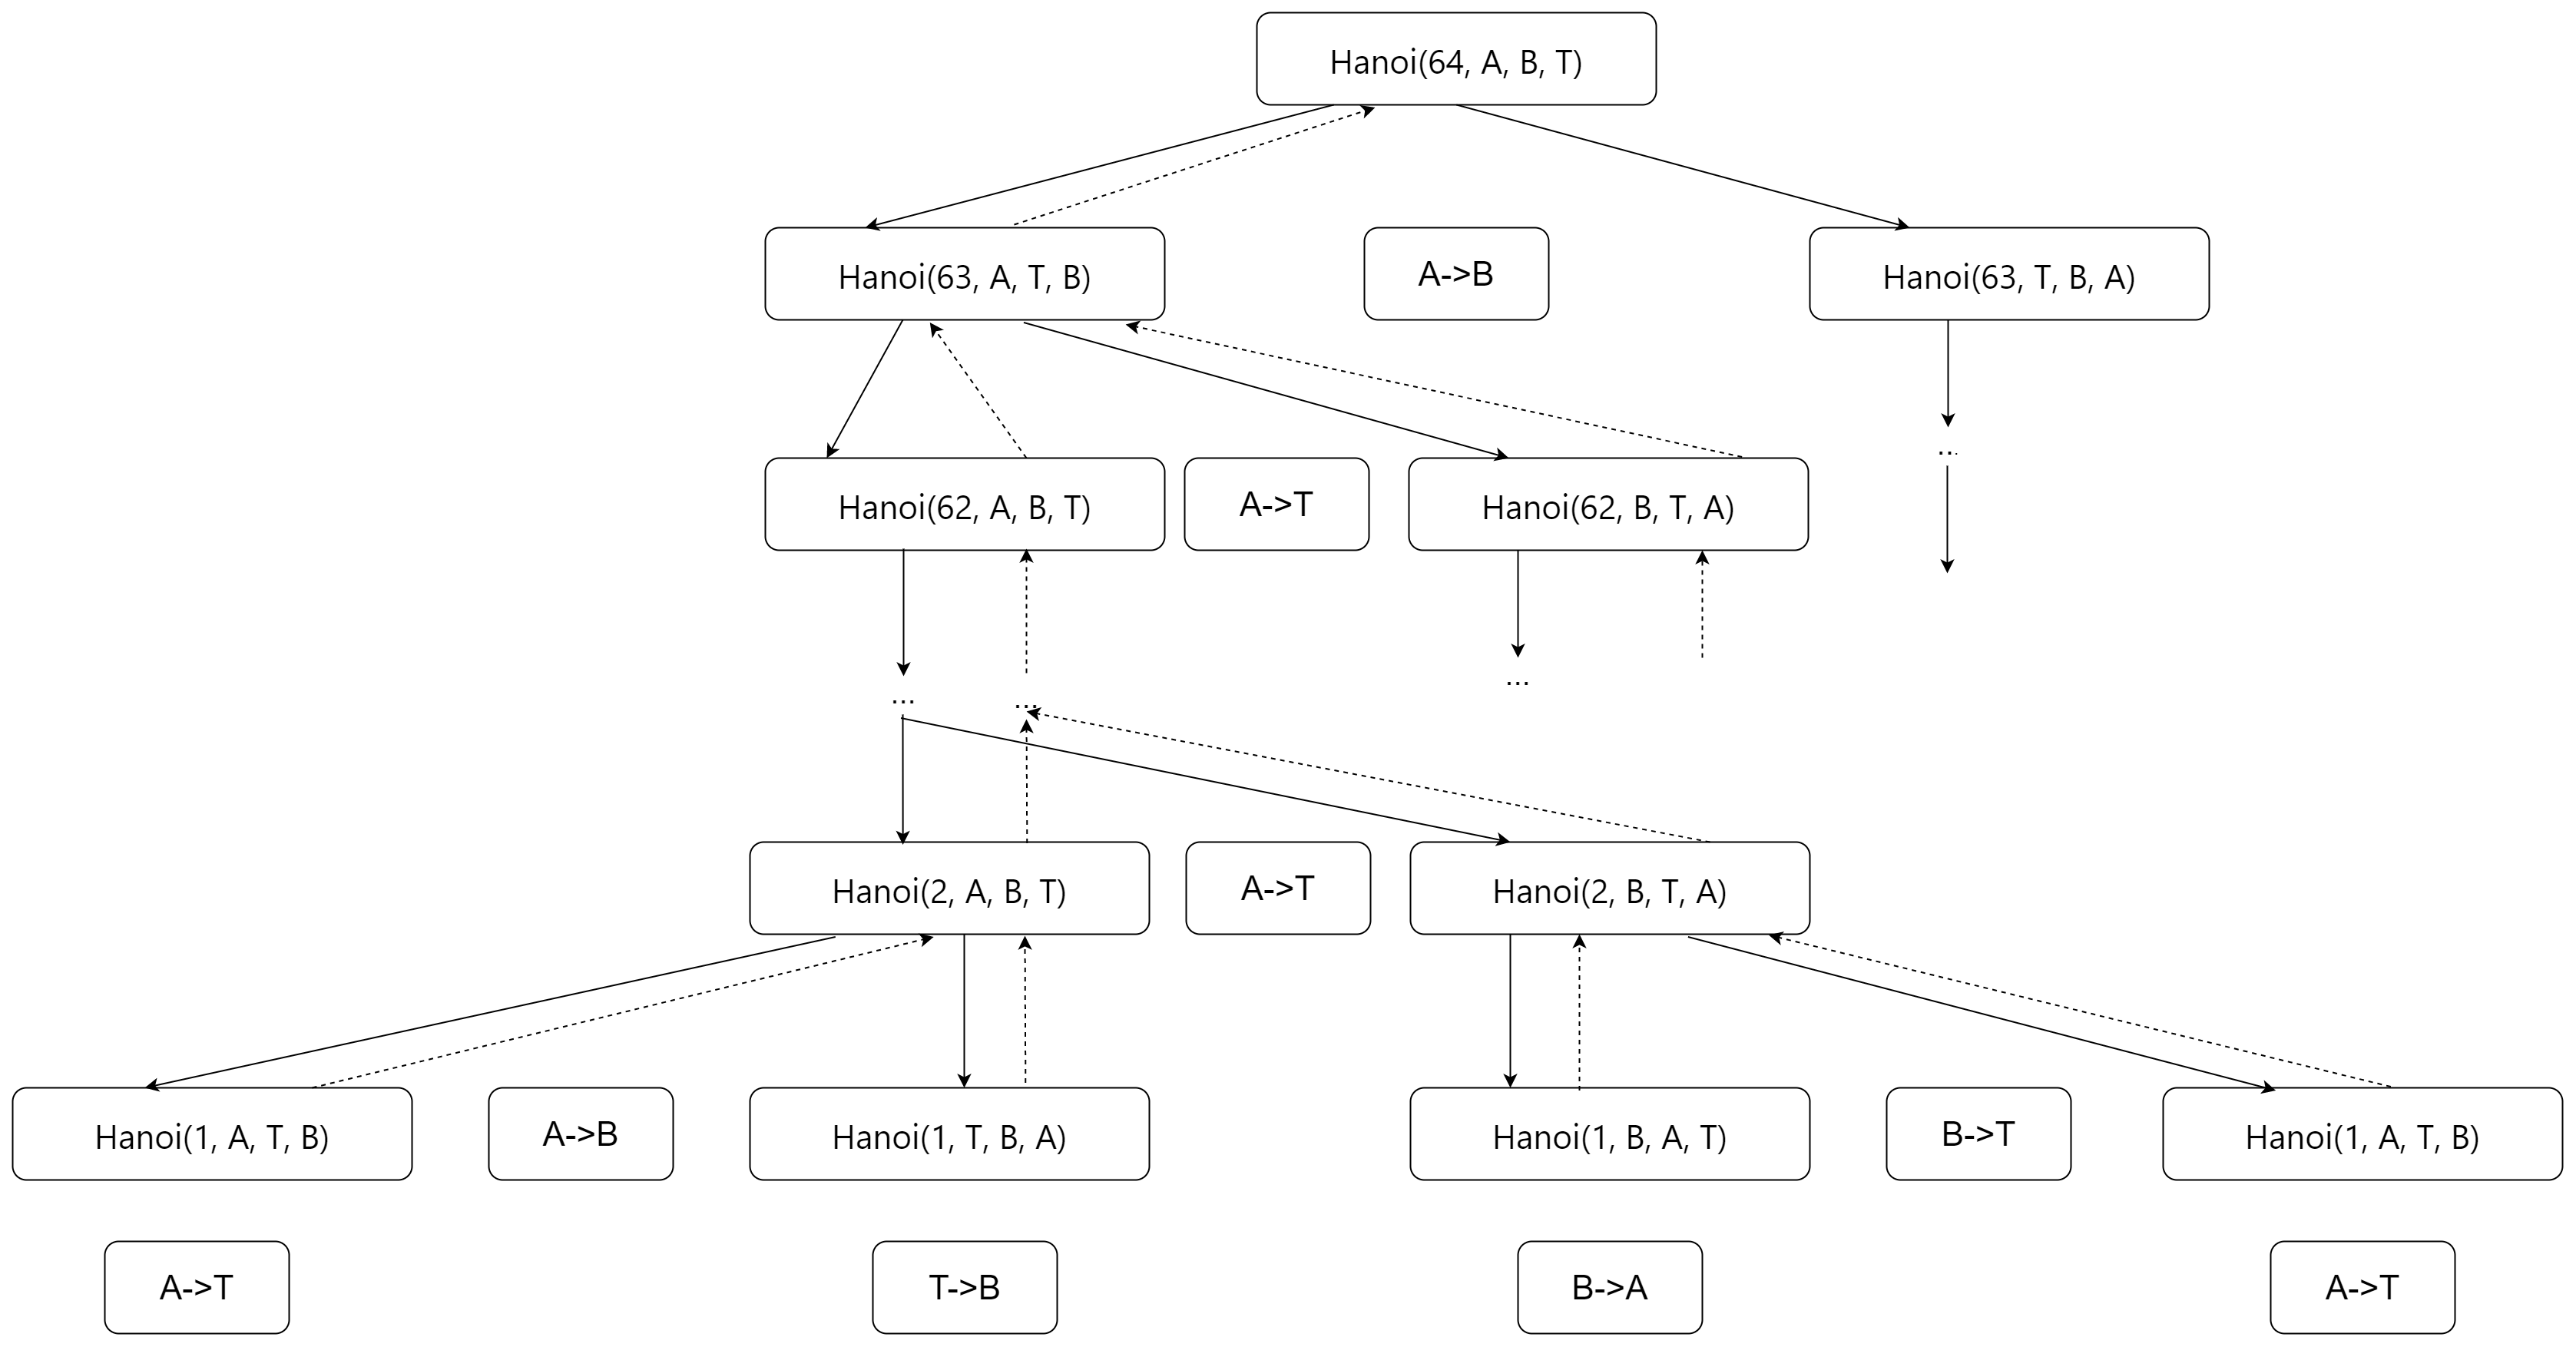 Hanoi(64, A, B, T)
Hanoi(63, A, T, B)
A->B
Hanoi(63, T, B, A)
...
Hanoi(62, A, B, T)
A->T
Hanoi(62, B, T, A)
...
...
...
Hanoi(2, A, B, T)
A->T
Hanoi(2, B, T, A)
Hanoi(1, A, T, B)
A->B
Hanoi(1, T, B, A)
Hanoi(1, B, A, T)
B->T
Hanoi(1, A, T, B)
A->T
T->B
B->A
A->T